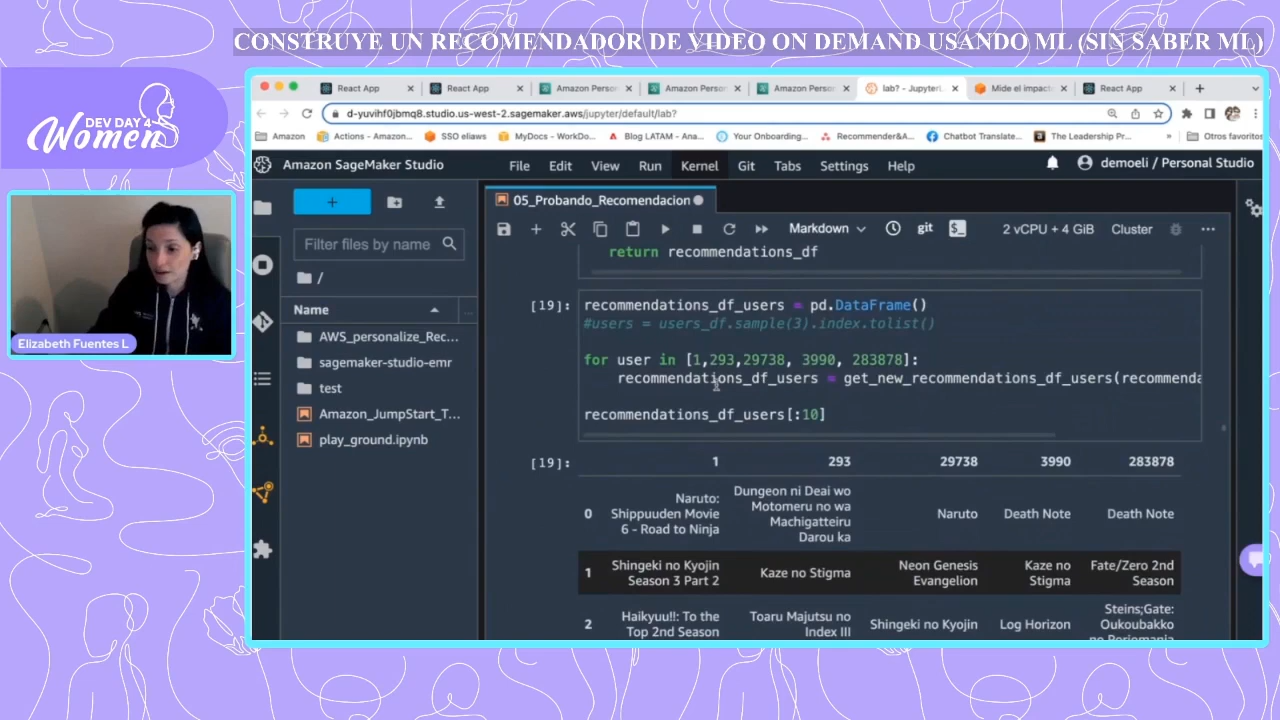 CONSTRUYE UN RECOMENDADOR DE VIDEO ON DEMAND USANDO ML (SIN SABER ML)
DEV DAY 4
Women
Elizabeth Fuentes L
React App
React App
Amazon Person
Amazon Person
Amazon Person
lab? - JupyterL
Mide el impact
React App
d-yuvihf0jbmq8.studio.us-west-2.sagemaker.aws/jupyter/default/lab?
Amazon
Actions - Amazon...
SSO eliaws
MyDocs - WorkDo...
Blog LATAM - Ana...
Your Onboarding...
Recommender&A...
Chatbot Translate...
The Leadership Pr...
Otros favoritos
Amazon SageMaker Studio
File Edit View Run Kernel Git Tabs Settings Help
demoeli / Personal Studio
Filter files by name
/
Name
AWS_personalize_Rec...
sagemaker-studio-emr
test
Amazon_JumpStart_T...
play_ground.ipynb
05_Probando_Recomendacion
Markdown
git
2 vCPU + 4 GiB
Cluster
return recommendations_df
[19]:
recommendations_df_users = pd.DataFrame()
#users = users_df.sample(3).index.tolist()
for user in [1,293,29738, 3990, 283878]:
recommendations_df_users = get_new_recommendations_df_users(recommenda
recommendations_df_users[:10]
[19]:
1 293 29738 3990 283878
0 Naruto: Shippuuden Movie 6 - Road to Ninja Dungeon ni Deai wo Motomeru no wa Machigatteiru Darou ka Naruto Death Note Death Note
1 Shingeki no Kyojin Season 3 Part 2 Kaze no Stigma Neon Genesis Evangelion Kaze no Stigma Fate/Zero 2nd Season
2 Haikyuu!!: To the Top 2nd Season Toaru Majutsu no Index III Shingeki no Kyojin Log Horizon Steins;Gate: Oukoubakko